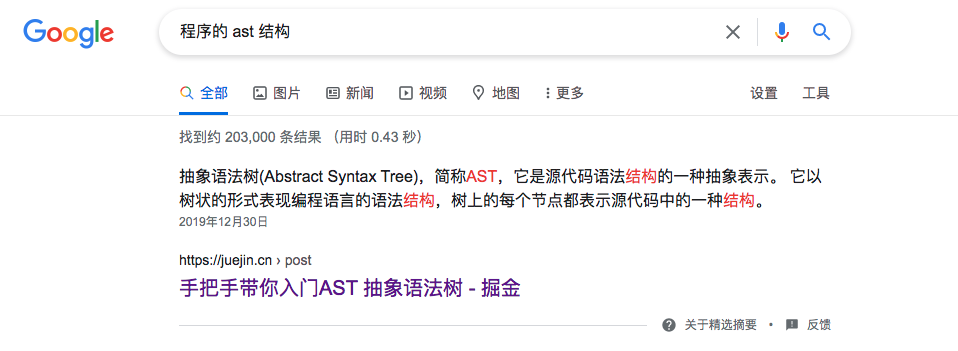 Google
程序的 ast 结构
全部 图片 新闻 视频 地图 更多 设置 工具
找到约 203,000 条结果 （用时 0.43 秒）
抽象语法树(Abstract Syntax Tree)，简称AST，它是源代码语法结构的一种抽象表示。 它以
树状的形式表现编程语言的语法结构，树上的每个节点都表示源代码中的一种结构。
2019年12月30日
https://juejin.cn › post
手把手带你入门AST 抽象语法树 - 掘金
关于精选摘要 • 反馈